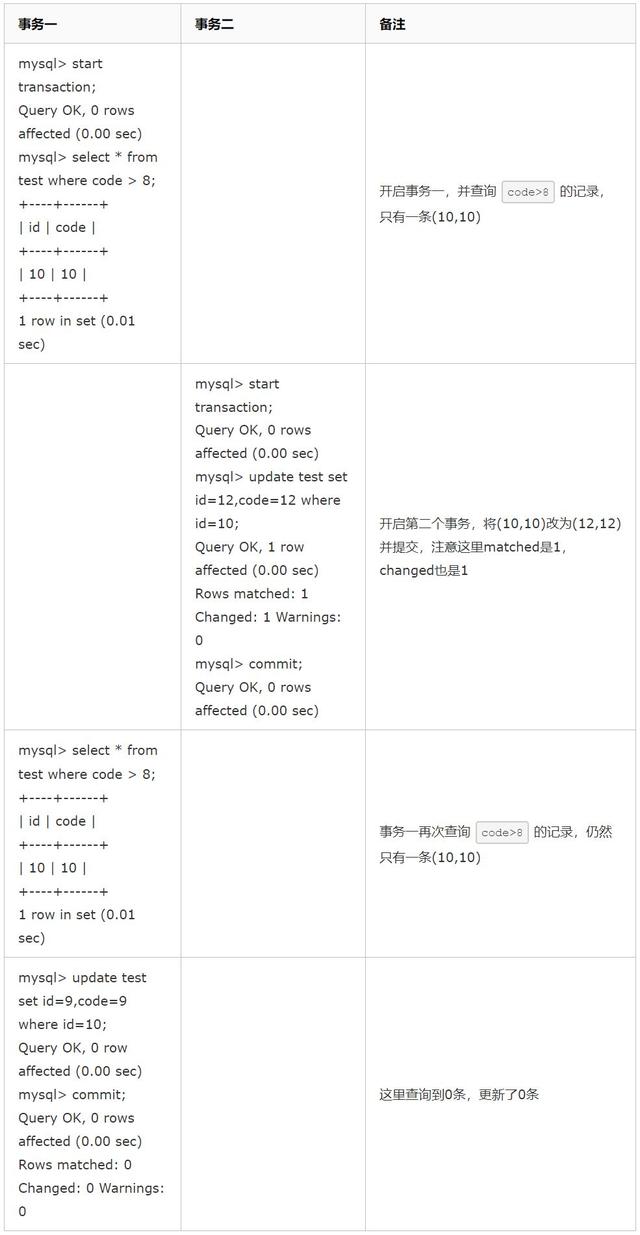 事务一
事务二
备注
mysql> start
transaction;
Query OK, 0 rows
affected (0.00 sec)
mysql> select * from
test where code > 8;
+----+------+
| id | code |
+----+------+
| 10 | 10 |
+----+------+
1 row in set (0.01
sec)
开启事务一，并查询 code>8 的记录，
只有一条(10,10)
mysql> start
transaction;
Query OK, 0 rows
affected (0.00 sec)
mysql> update test set
id=12,code=12 where
id=10;
Query OK, 1 row
affected (0.00 sec)
Rows matched: 1
Changed: 1 Warnings:
0
mysql> commit;
Query OK, 0 rows
affected (0.00 sec)
开启第二个事务，将(10,10)改为(12,12)
并提交，注意这里matched是1，
changed也是1
mysql> select * from
test where code > 8;
+----+------+
| id | code |
+----+------+
| 10 | 10 |
+----+------+
1 row in set (0.01
sec)
事务一再次查询 code>8 的记录，仍然
只有一条(10,10)
mysql> update test
set id=9,code=9
where id=10;
Query OK, 0 row
affected (0.00 sec)
mysql> commit;
Query OK, 0 rows
affected (0.00 sec)
Rows matched: 0
Changed: 0 Warnings:
0
这里查询到0条，更新了0条